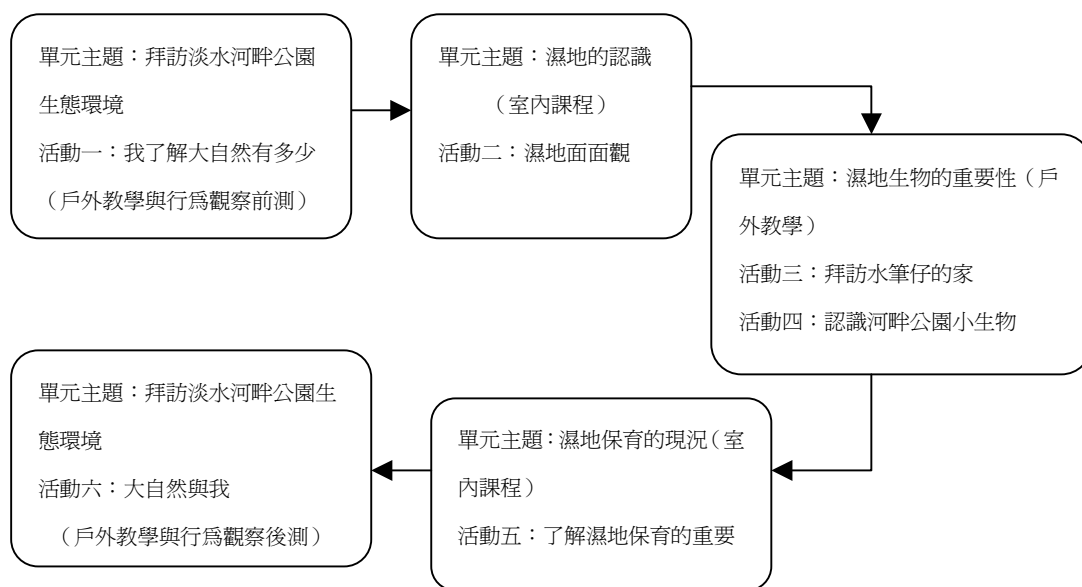 單元主題：拜訪淡水河畔公園
生態環境
活動一：我了解大自然有多少
（戶外教學與行爲觀察前測）
單元主題：濕地的認識
（室內課程）
活動二：濕地面面觀
單元主題：濕地生物的重要性（戶
外教學）
活動三：拜訪水筆仔的家
活動四：認識河畔公園小生物
單元主題：濕地保育的現況（室
內課程）
活動五：了解濕地保育的重要
單元主題：拜訪淡水河畔公園生
態環境
活動六：大自然與我
（戶外教學與行爲觀察後測）